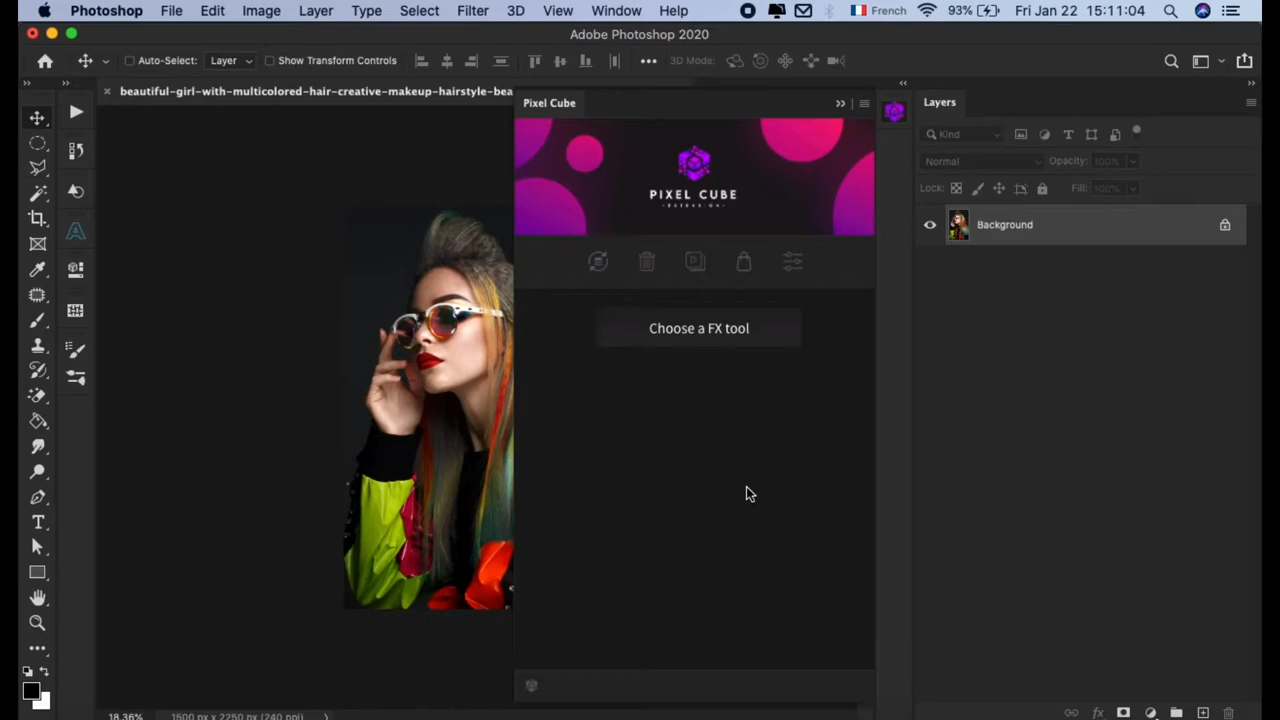 Photoshop File Edit Image Layer Type Select Filter 3D View Window Help French 93% Fri Jan 22 15:11:04
Adobe Photoshop 2020
Auto-Select: Layer Show Transform Controls 3D Mode:
beautiful-girl-with-multicolored-hair-creative-makeup-hairstyle-bea
Pixel Cube
Layers
Kind
Normal Opacity: 100%
PIXEL CUBE
Lock: Fill: 100%
Background
Choose a FX tool
18.36% 1500 px x 2250 px (240 ppi)